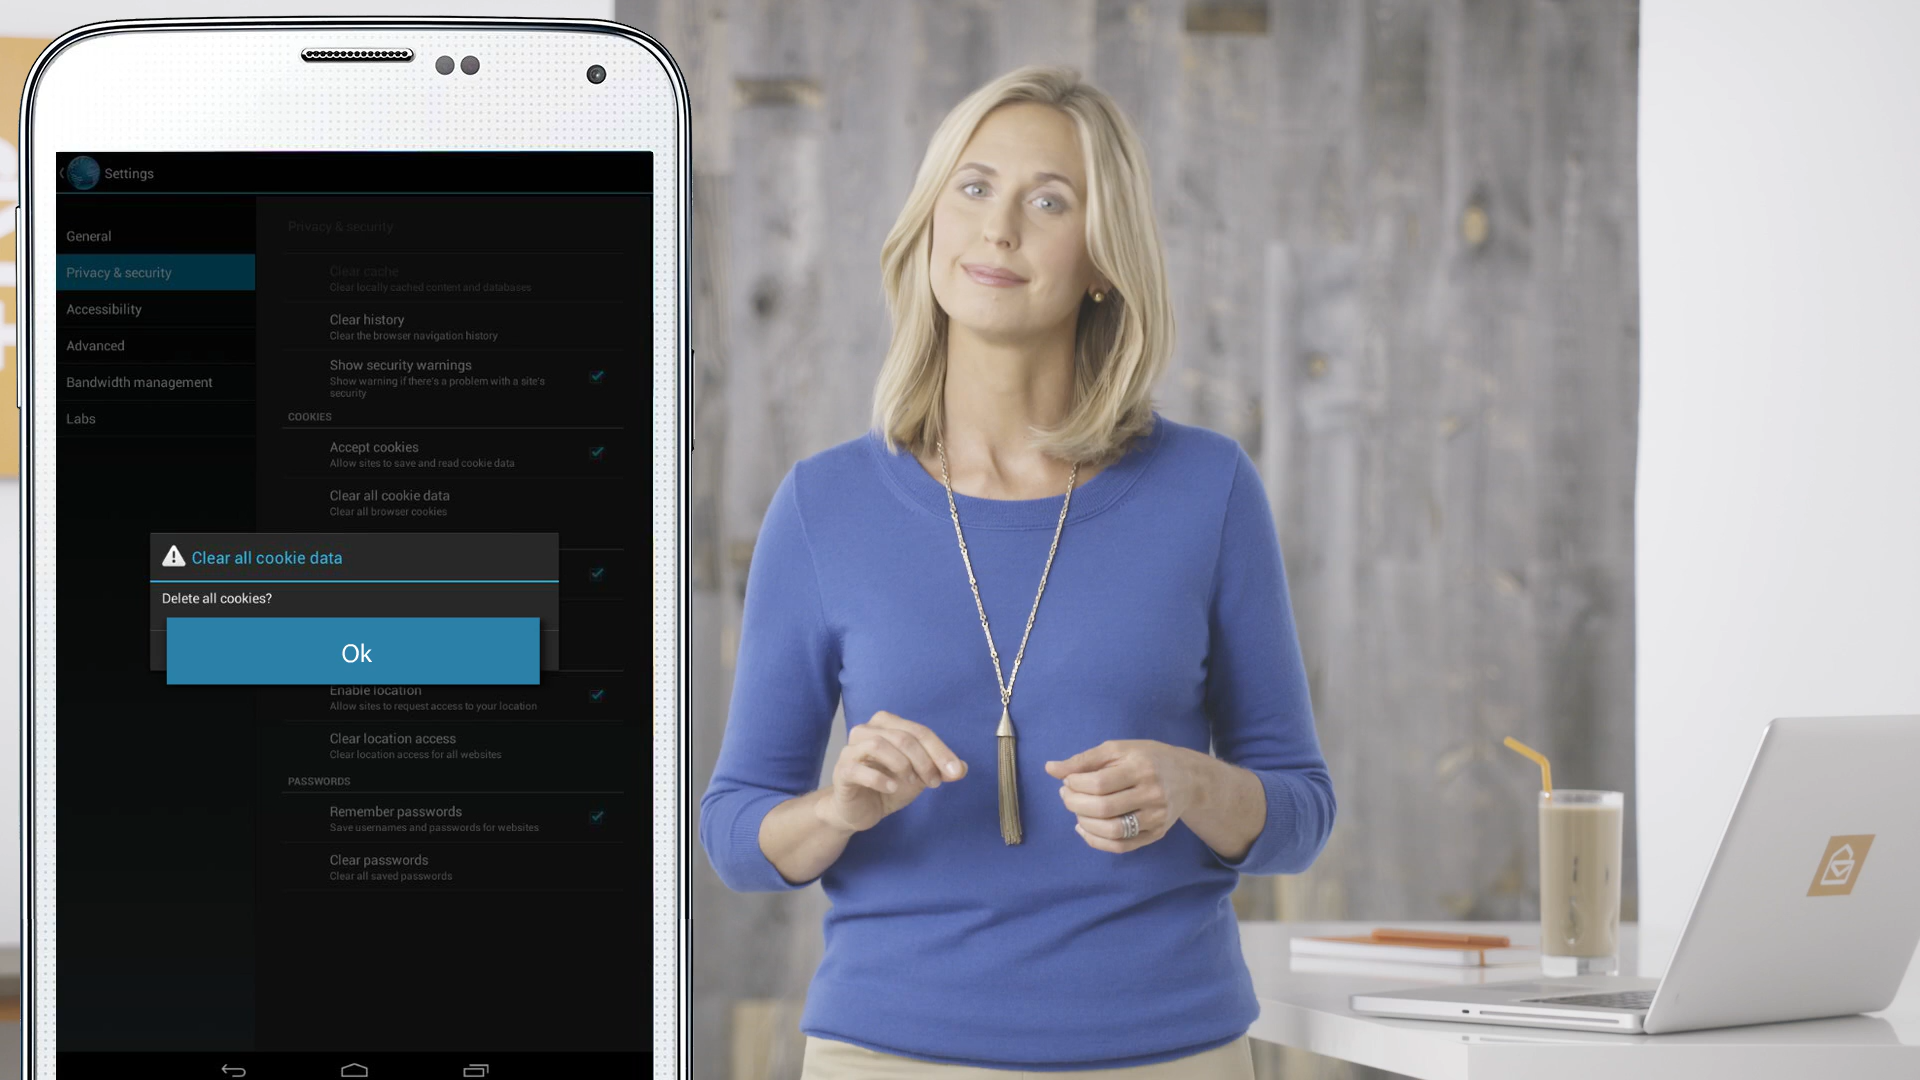 Settings
General
Privacy & security
Accessibility
Advanced
Bandwidth management
Labs
Privacy & security
Clear cache
Clear locally cached content and databases
Clear history
Clear the browser navigation history
Show security warnings
Show warning if there's a problem with a site's
security
COOKIES
Accept cookies
Allow sites to save and read cookie data
Clear all cookie data
Clear all browser cookies
Clear all cookie data
Delete all cookies?
Ok
Enable location
Allow sites to request access to your location
Clear location access
Clear location access for all websites
PASSWORDS
Remember passwords
Save usernames and passwords for websites
Clear passwords
Clear all saved passwords